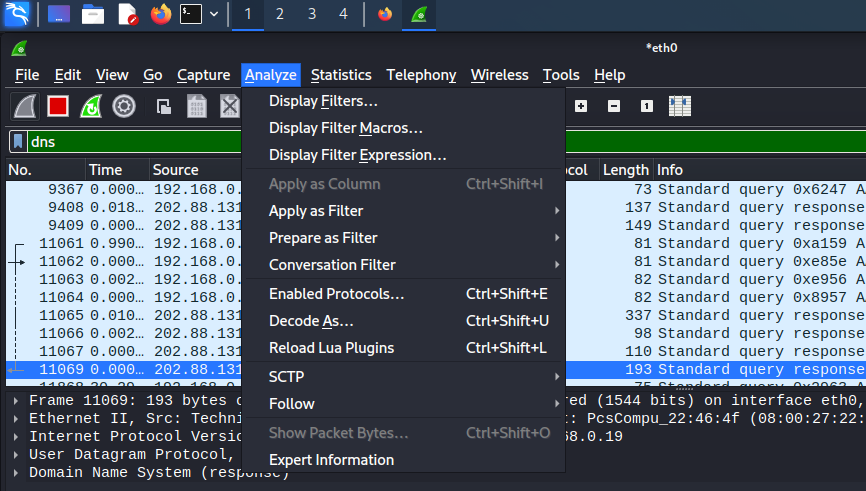 1 2 3 4
*eth0
File Edit View Go Capture Analyze Statistics Telephony Wireless Tools Help
Display Filters...
Display Filter Macros...
Display Filter Expression...
Apply as Column Ctrl+Shift+I
Apply as Filter
Prepare as Filter
Conversation Filter
Enabled Protocols... Ctrl+Shift+E
Decode As... Ctrl+Shift+U
Reload Lua Plugins Ctrl+Shift+L
SCTP
Follow
Show Packet Bytes... Ctrl+Shift+O
Expert Information
dns
No. Time Source ocol Length Info
9367 0.000... 192.168.0. 73 Standard query 0x6247 A
9408 0.018... 202.88.131 137 Standard query response
9409 0.000... 202.88.131 149 Standard query response
11061 0.990... 192.168.0. 81 Standard query 0xa159 A
11062 0.000... 192.168.0. 81 Standard query 0xe85e A
11063 0.002... 192.168.0. 82 Standard query 0xe956 A
11064 0.000... 192.168.0. 82 Standard query 0x8957 A
11065 0.010... 202.88.131 337 Standard query response
11066 0.002... 202.88.131 98 Standard query response
11067 0.000... 202.88.131 110 Standard query response
11069 0.000... 202.88.131 193 Standard query response
Frame 11069: 193 bytes red (1544 bits) on interface eth0,
Ethernet II, Src: Techni t: PcsCompu_22:46:4f (08:00:27:22:
Internet Protocol Versi 68.0.19
User Datagram Protocol,
Domain Name System (response)